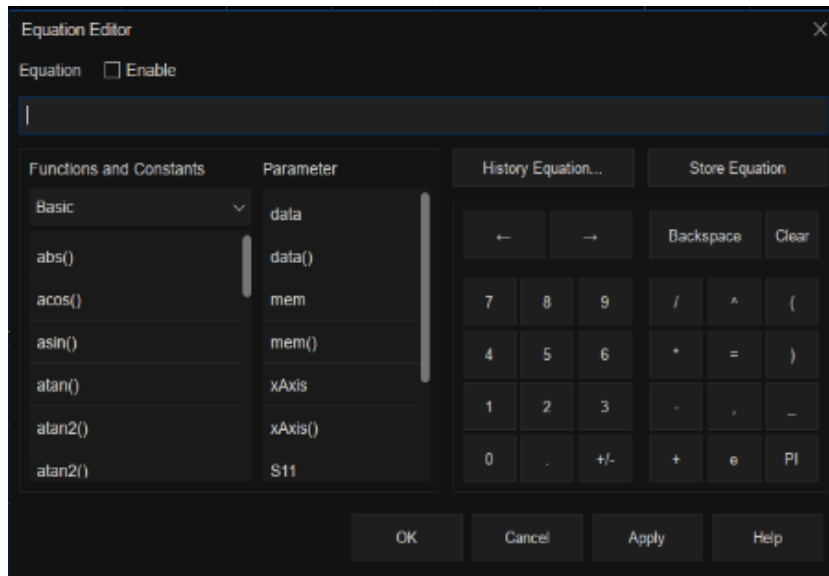 Equation Editor
Equation Enable
Functions and Constants
Basic
abs()
acos()
asin()
atan()
atan2()
atan2()
Parameter
data
data()
mem
mem()
xAxis
xAxis()
S11
History Equation... Store Equation
← → Backspace Clear
7 8 9 / ^ (
4 5 6 * = )
1 2 3 - , _
0 . +/- + e PI
OK Cancel Apply Help